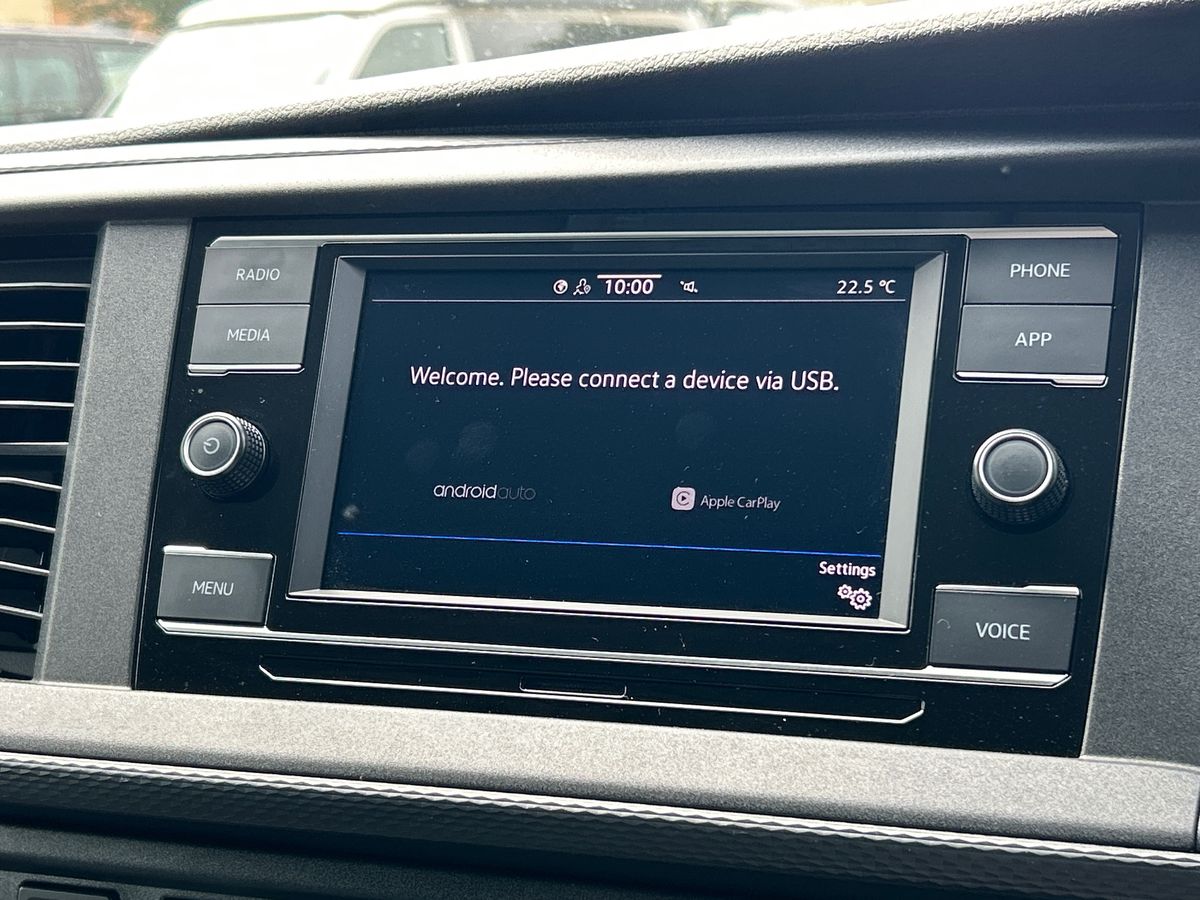 RADIO
MEDIA
MENU
10:00
22.5 °C
Welcome. Please connect a device via USB.
androidauto
Apple CarPlay
Settings
PHONE
APP
VOICE